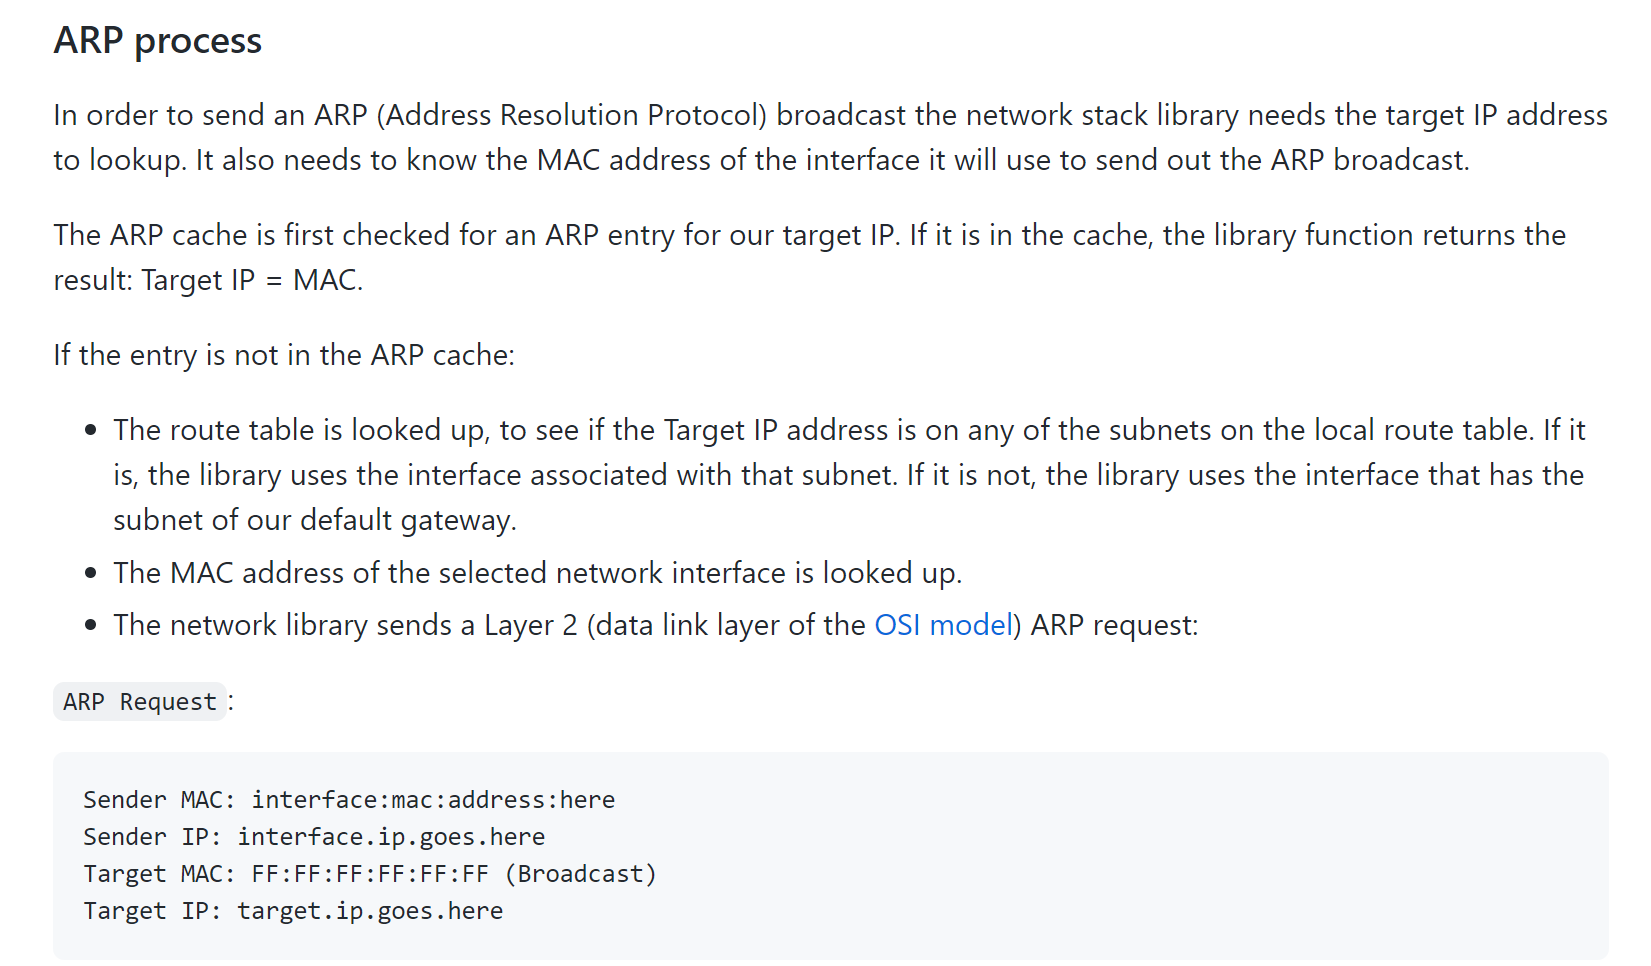 ARP process
In order to send an ARP (Address Resolution Protocol) broadcast the network stack library needs the target IP address
to lookup. It also needs to know the MAC address of the interface it will use to send out the ARP broadcast.
The ARP cache is first checked for an ARP entry for our target IP. If it is in the cache, the library function returns the
result: Target IP = MAC.
If the entry is not in the ARP cache:
• The route table is looked up, to see if the Target IP address is on any of the subnets on the local route table. If it
is, the library uses the interface associated with that subnet. If it is not, the library uses the interface that has the
subnet of our default gateway.
• The MAC address of the selected network interface is looked up.
• The network library sends a Layer 2 (data link layer of the OSI model) ARP request:
ARP Request:
Sender MAC: interface:mac:address:here
Sender IP: interface.ip.goes.here
Target MAC: FF:FF:FF:FF:FF:FF (Broadcast)
Target IP: target.ip.goes.here